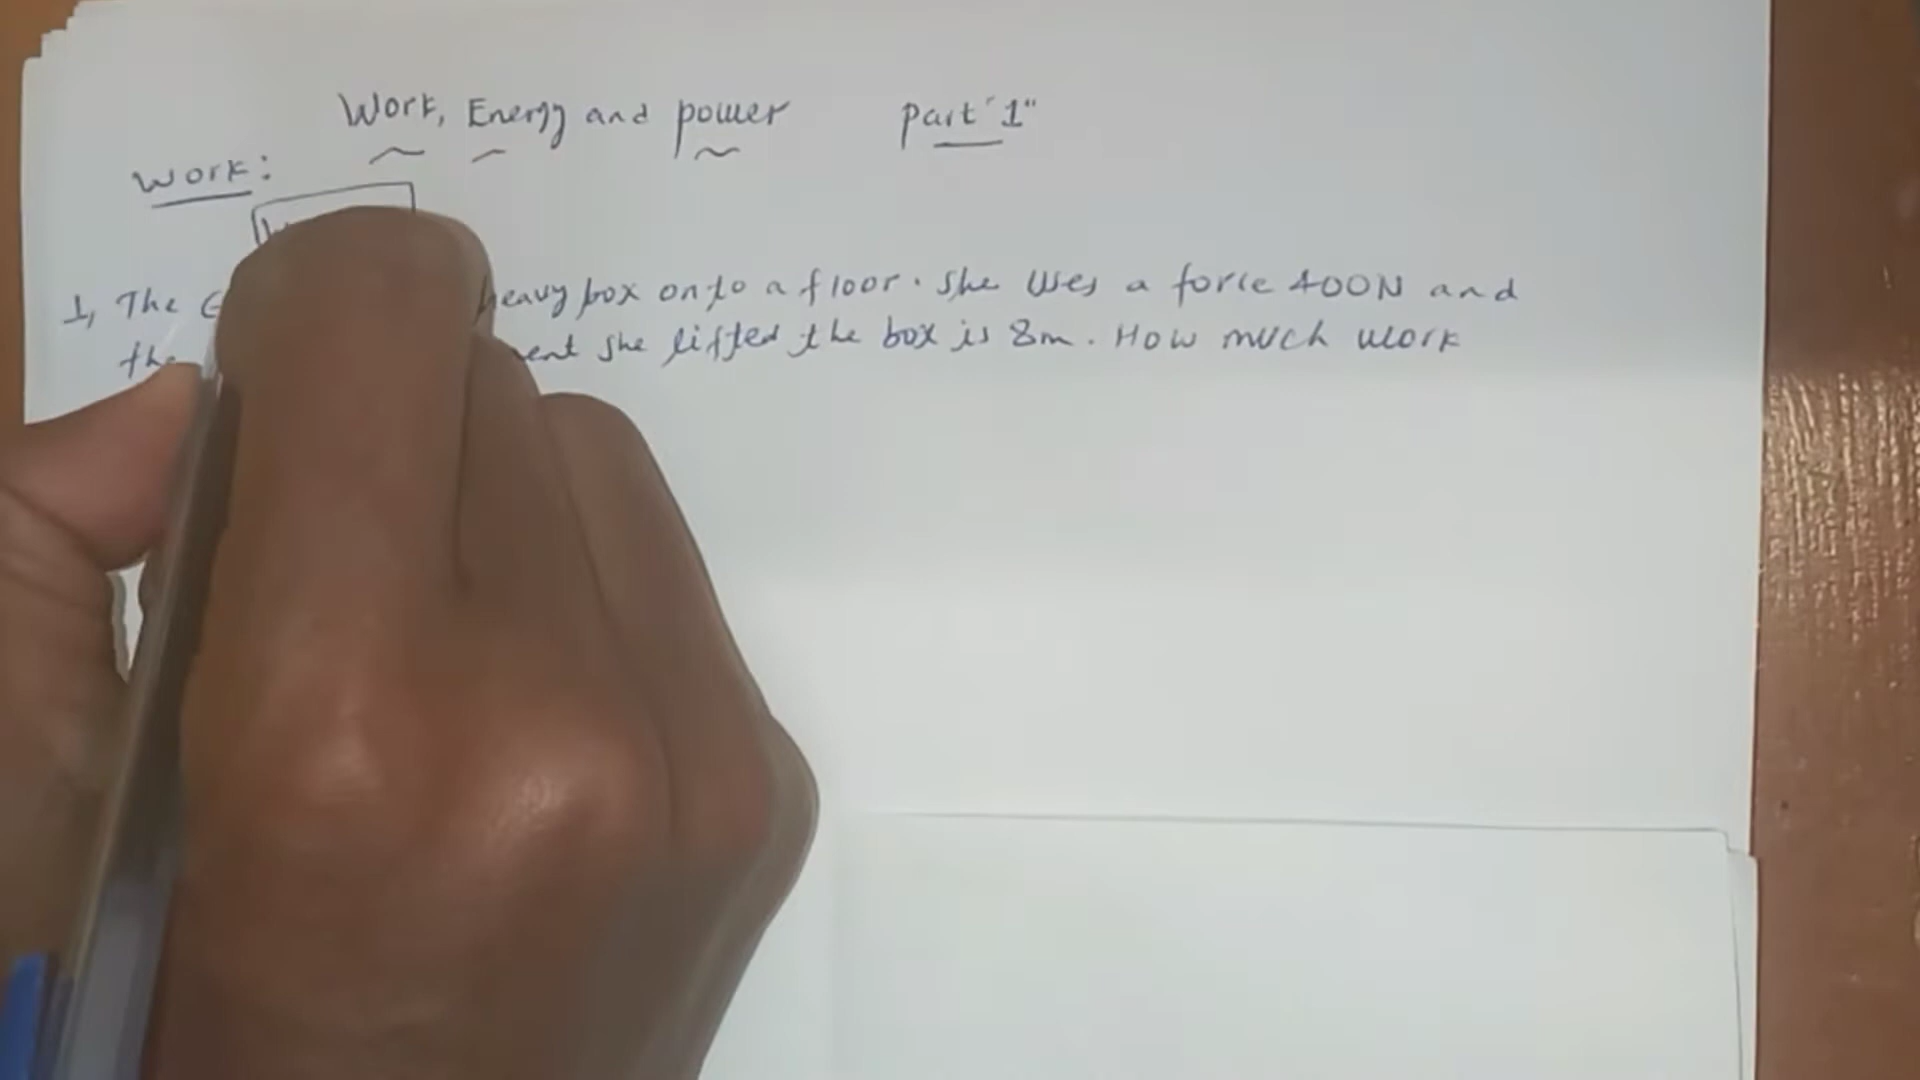 Work, Energy and power Part "1"
Work:
1, The heavy box onto a floor. She uses a force 400N and
the she lifted the box is 8m. How much work